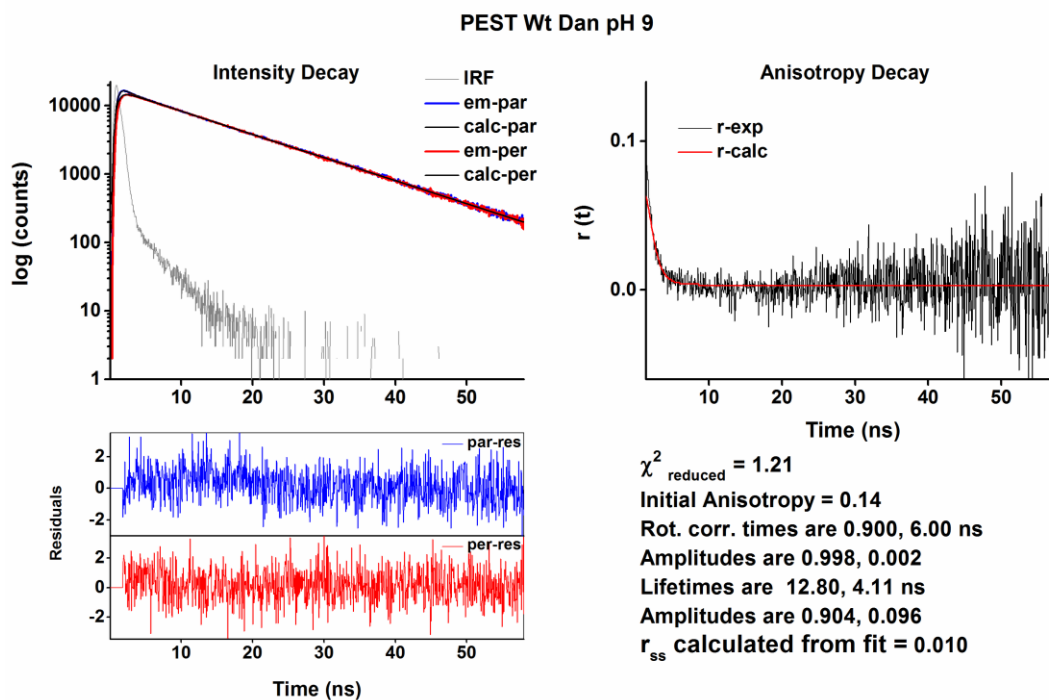 PEST Wt Dan pH 9
Intensity Decay
IRF
em-par
calc-par
em-per
calc-per
log (counts)
10000
1000
100
10
1
10 20 30 40 50
Anisotropy Decay
r-exp
r-calc
r (t)
0.1
0.0
10 20 30 40 50
Time (ns)
par-res
per-res
Residuals
2
0
-2
2
0
-2
10 20 30 40 50
Time (ns)
χ² reduced = 1.21
Initial Anisotropy = 0.14
Rot. corr. times are 0.900, 6.00 ns
Amplitudes are 0.998, 0.002
Lifetimes are 12.80, 4.11 ns
Amplitudes are 0.904, 0.096
rss calculated from fit = 0.010